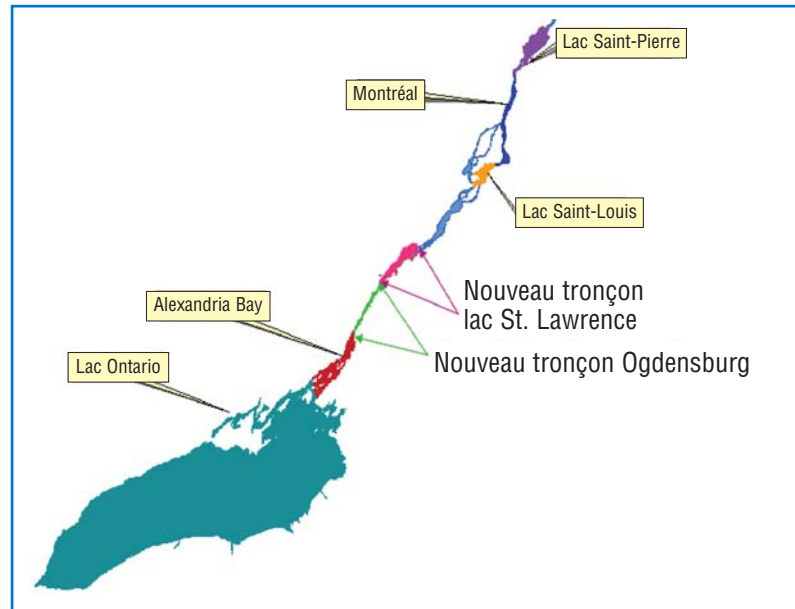 Lac Saint-Pierre
Montréal
Lac Saint-Louis
Nouveau tronçon
lac St. Lawrence
Alexandria Bay
Nouveau tronçon Ogdensburg
Lac Ontario